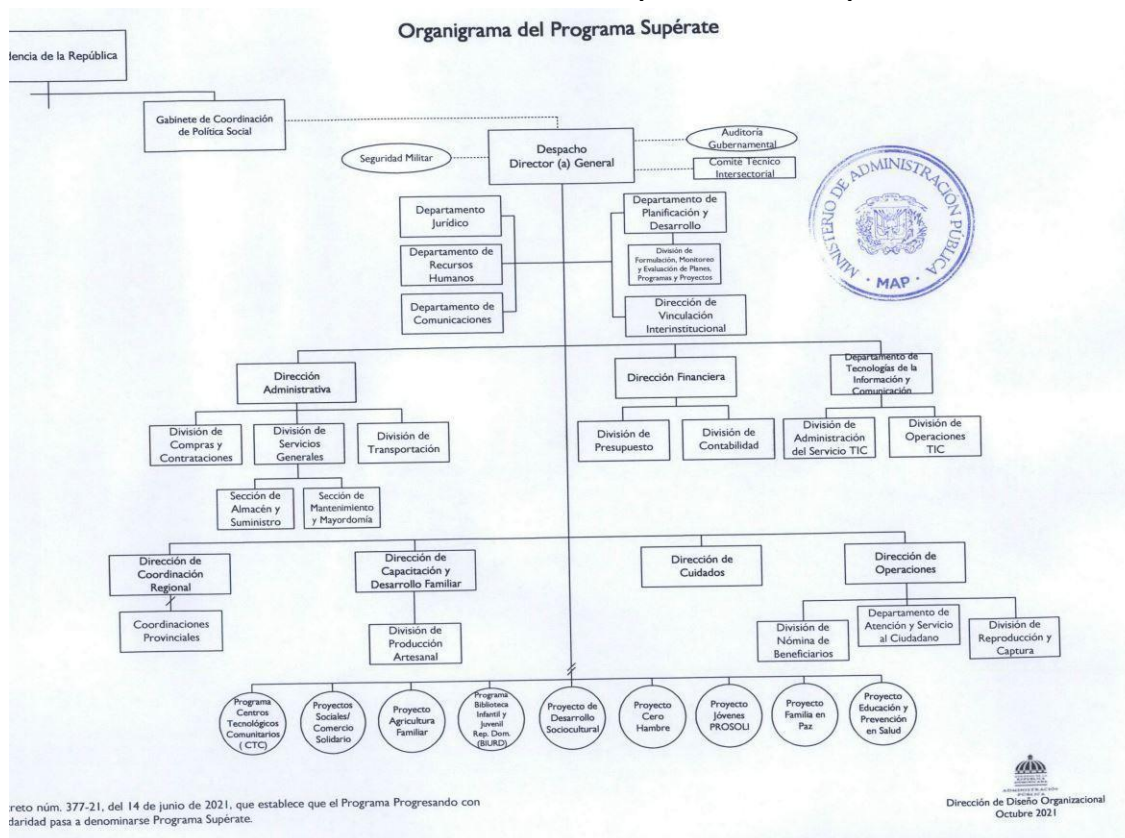 Organigrama del Programa Supérate
dencia de la República
Gabinete de Coordinación
de Política Social
Seguridad Militar
Despacho
Director (a) General
Auditoría
Gubernamental
Comité Técnico
Intersectorial
MINISTERIO DE ADMINISTRACIÓN PÚBLICA
· MAP ·
Departamento
Jurídico
Departamento de
Planificación y
Desarrollo
Departamento de
Recursos
Humanos
División de
Formulación, Monitoreo
y Evaluación de Planes,
Programas y Proyectos
Departamento de
Comunicaciones
Dirección de
Vinculación
Interinstitucional
Dirección
Administrativa
Dirección Financiera
Departamento de
Tecnologías de la
Información y
Comunicación
División de
Compras y
Contrataciones
División de
Servicios
Generales
División de
Transportación
División de
Presupuesto
División de
Contabilidad
División de
Administración
del Servicio TIC
División de
Operaciones
TIC
Sección de
Almacén y
Suministro
Sección de
Mantenimiento
y Mayordomía
Dirección de
Coordinación
Regional
Dirección de
Capacitación y
Desarrollo Familiar
Dirección de
Cuidados
Dirección de
Operaciones
Coordinaciones
Provinciales
División de
Producción
Artesanal
División de
Nómina de
Beneficiarios
Departamento de
Atención y Servicio
al Ciudadano
División de
Reproducción y
Captura
Programa
Centros
Tecnológicos
Comunitarios
( CTC)
Proyectos
Sociales/
Comercio
Solidario
Proyecto
Agricultura
Familiar
Programa
Biblioteca
Infantil y
Juvenil
Rep. Dom.
(BIJRD)
Proyecto de
Desarrollo
Sociocultural
Proyecto
Cero
Hambre
Proyecto
Jóvenes
PROSOLI
Proyecto
Familia en
Paz
Proyecto
Educación y
Prevención
en Salud
creto núm. 377-21, del 14 de junio de 2021, que establece que el Programa Progresando con
daridad pasa a denominarse Programa Supérate.
ADMINISTRACIÓN
PÚBLICA
Dirección de Diseño Organizacional
Octubre 2021